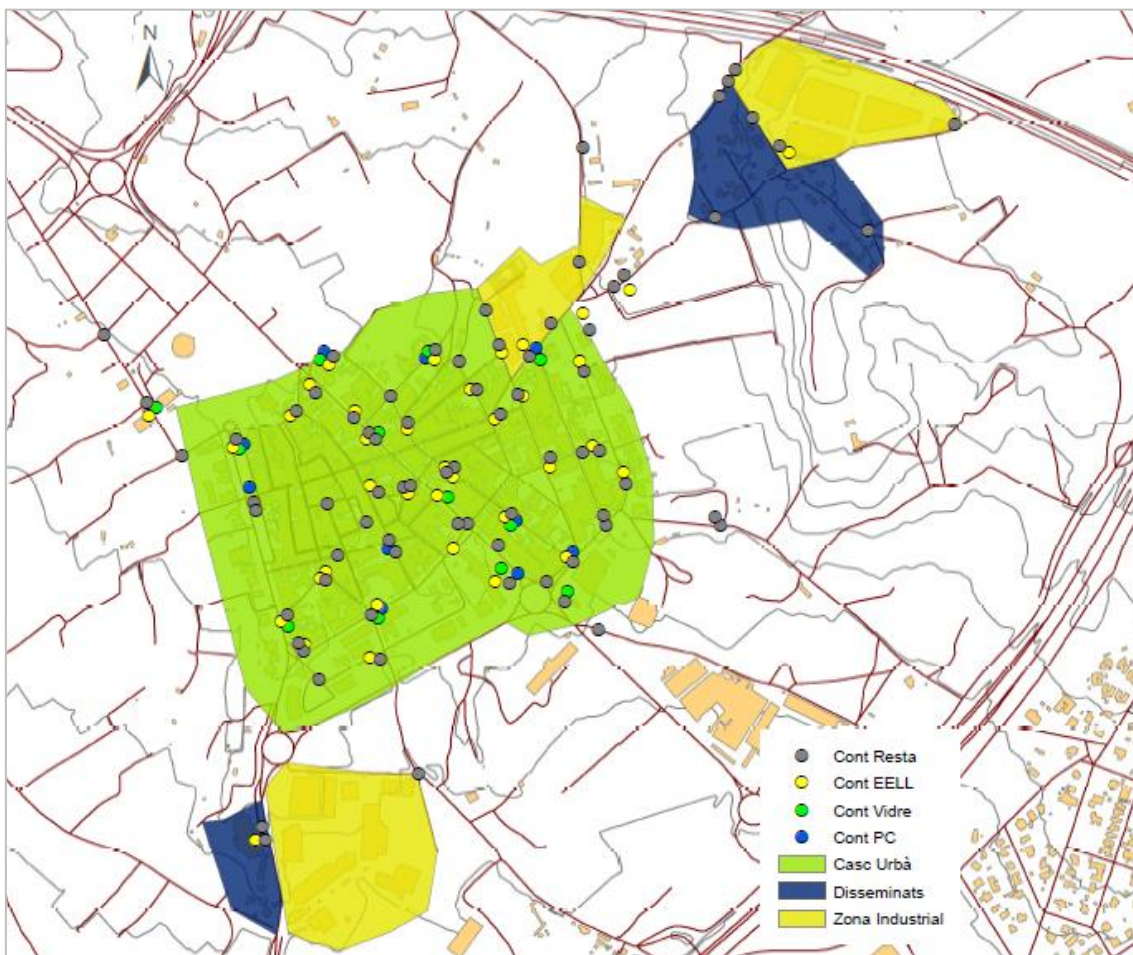 N
Cont Resta
Cont EELL
Cont Vidre
Cont PC
Casc Urbà
Disseminats
Zona Industrial